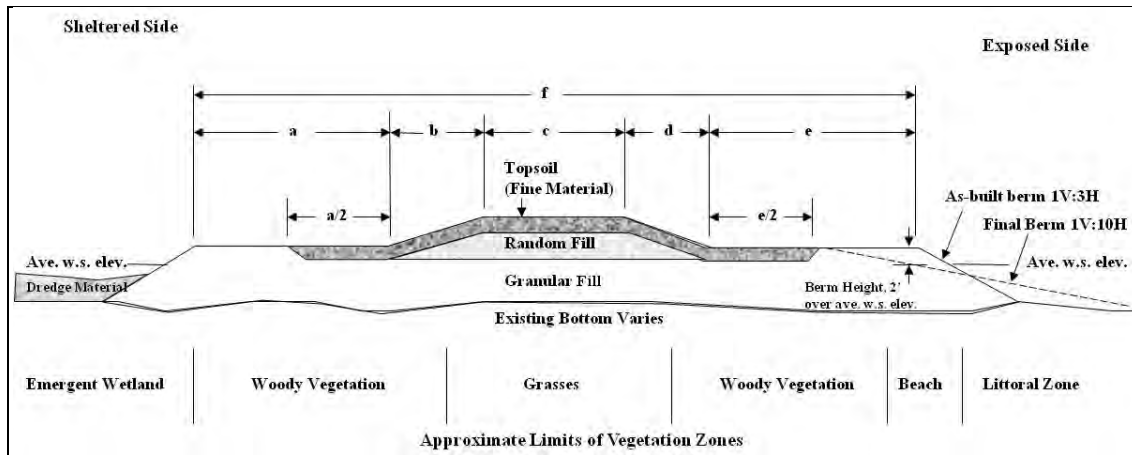 Sheltered Side
Exposed Side
f
a
b
c
d
e
Topsoil
(Fine Material)
As-built berm 1V:3H
a/2
e/2
Final Berm 1V:10H
Random Fill
Ave. w.s. elev.
Ave. w.s. elev.
Dredge Material
Granular Fill
Berm Height, 2'
over ave. w.s. elev.
Existing Bottom Varies
Emergent Wetland
Woody Vegetation
Grasses
Woody Vegetation
Beach
Littoral Zone
Approximate Limits of Vegetation Zones